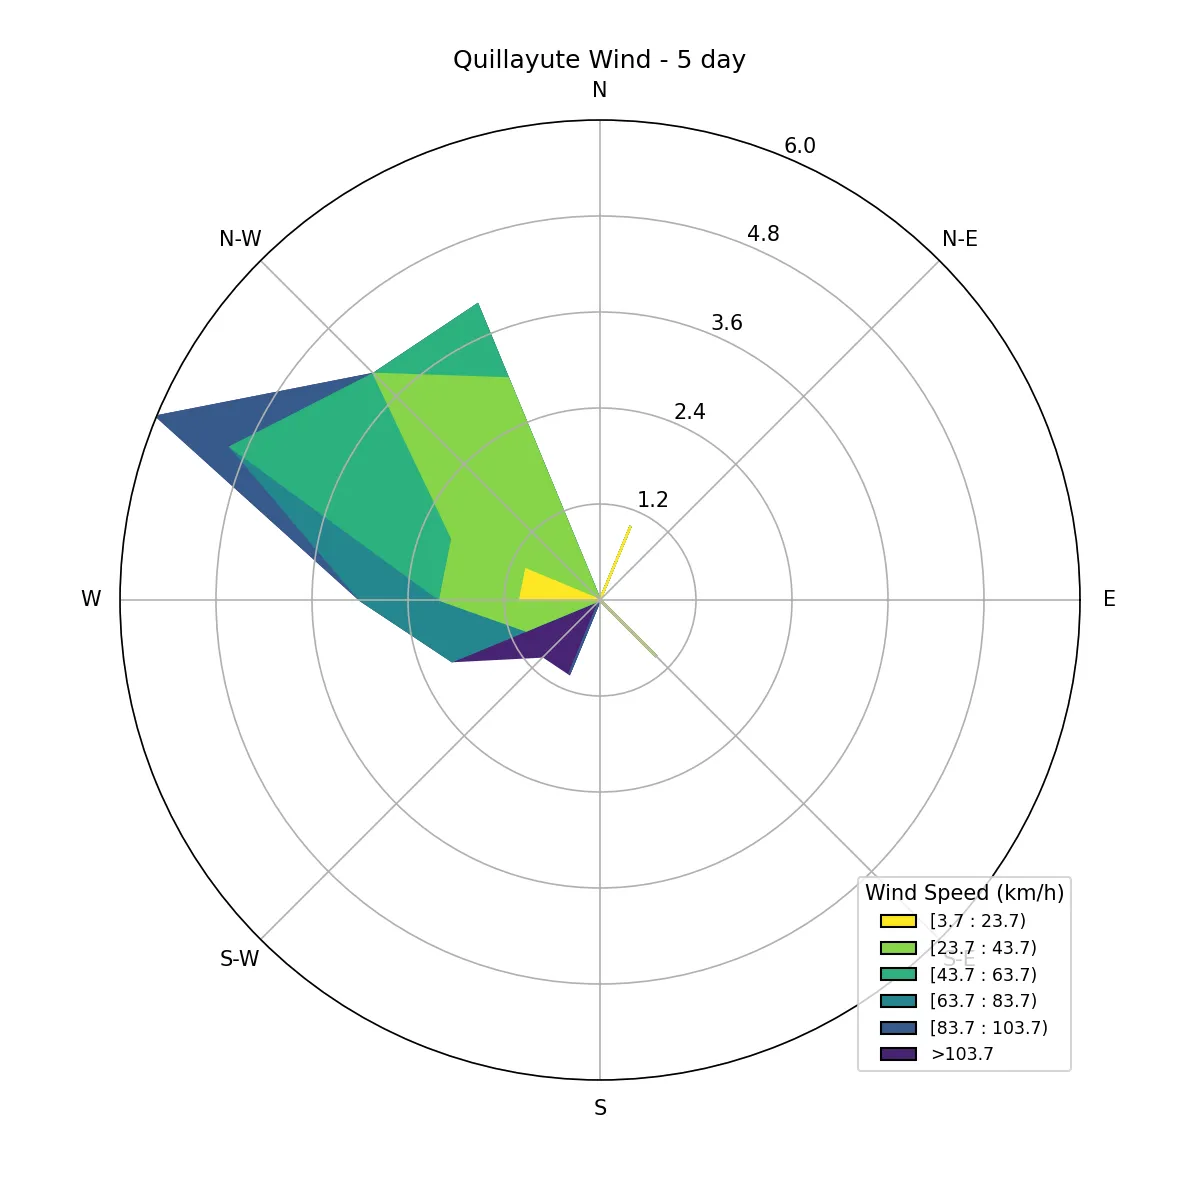 Quillayute Wind - 5 day
N
6.0
N-W
N-E
4.8
3.6
2.4
1.2
W
E
S-W
S-E
S
Wind Speed (km/h)
[3.7 : 23.7)
[23.7 : 43.7)
[43.7 : 63.7)
[63.7 : 83.7)
[83.7 : 103.7)
>103.7